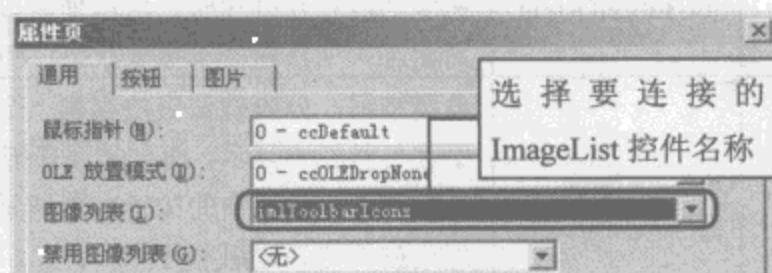 属性页
通用 按钮 图片
选择要连接的
ImageList 控件名称
鼠标指针(M): 0 - ccDefault
OLE 放置模式(D): 0 - ccOLEDropNone
图像列表(I): imlToolbarIcons
禁用图像列表(G): <无>